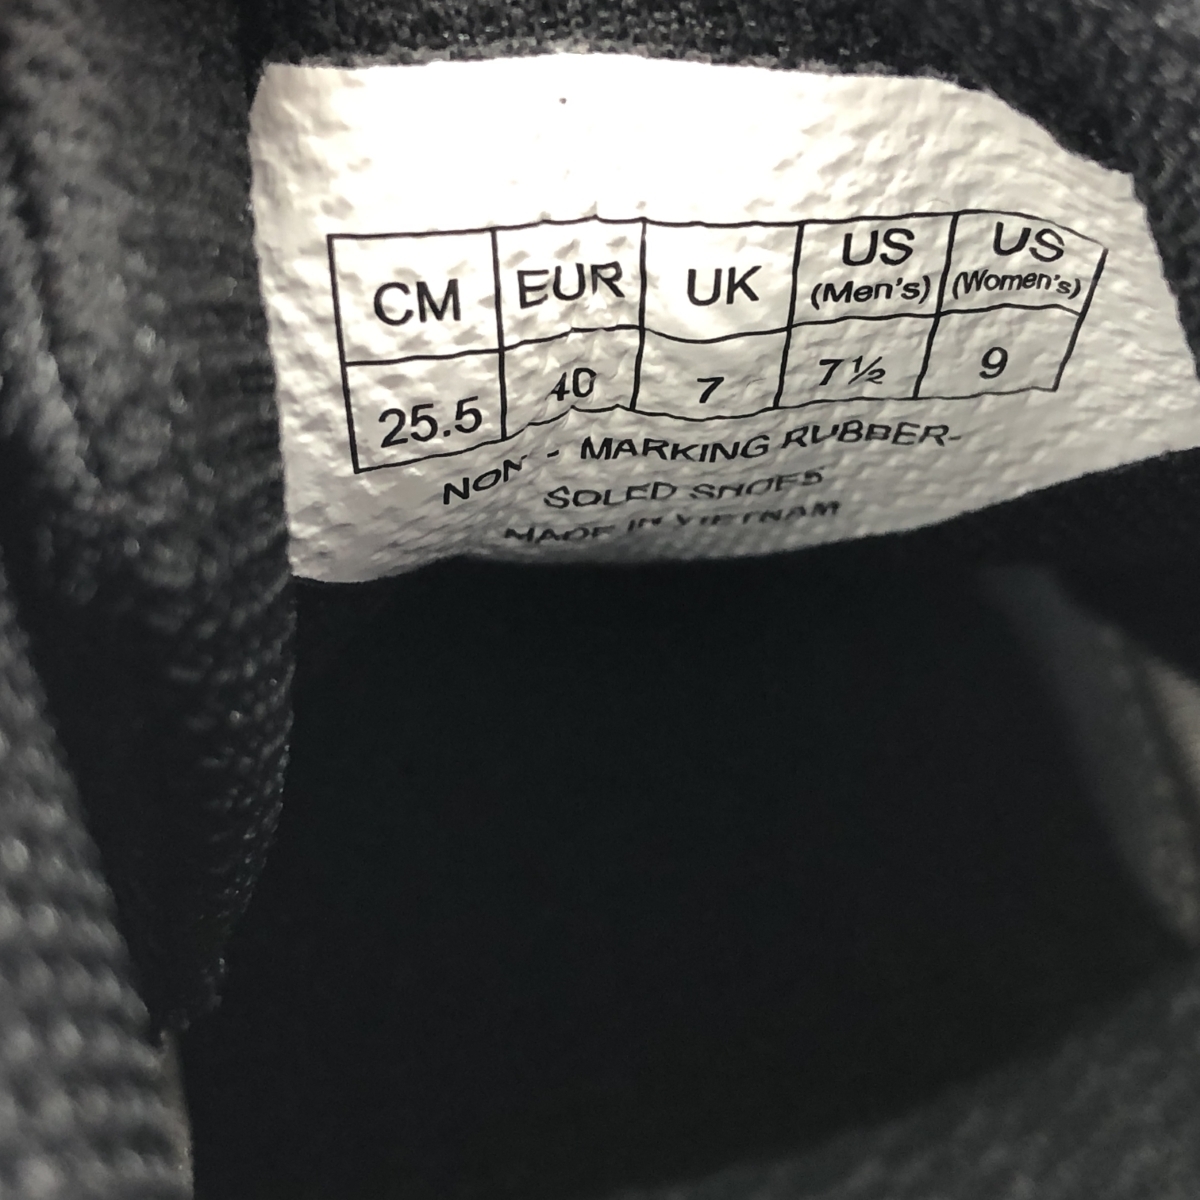 CM EUR UK US (Men's) US (Women's)
25.5 40 7 7½ 9
NON - MARKING RUBBER-
SOLED SHOES
MADE IN VIETNAM